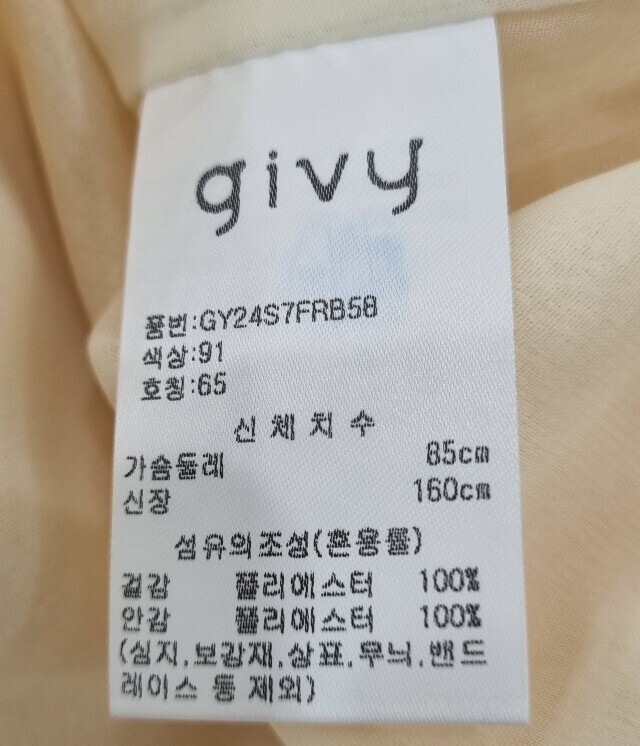 givy
품번:GY24S7FRB58
색상:91
호칭:65
신체치수
가슴둘레 85cm
신장 160cm
섬유의조성(혼용률)
겉감 폴리에스터 100%
안감 폴리에스터 100%
(심지,보강재,상표,무늬,밴드
레이스 등 제외)